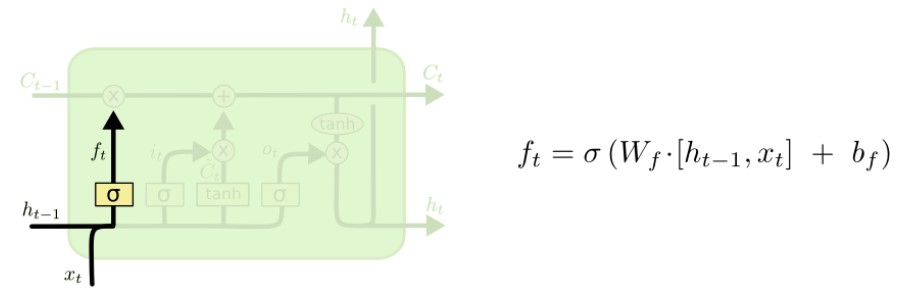 h_t
C_{t-1}
C_t
×
+
tanh
f_t
i_t
×
C̃_t
o_t
×
σ
σ
tanh
σ
h_{t-1}
h_t
x_t
f_t = σ (W_f · [h_{t-1}, x_t] + b_f)